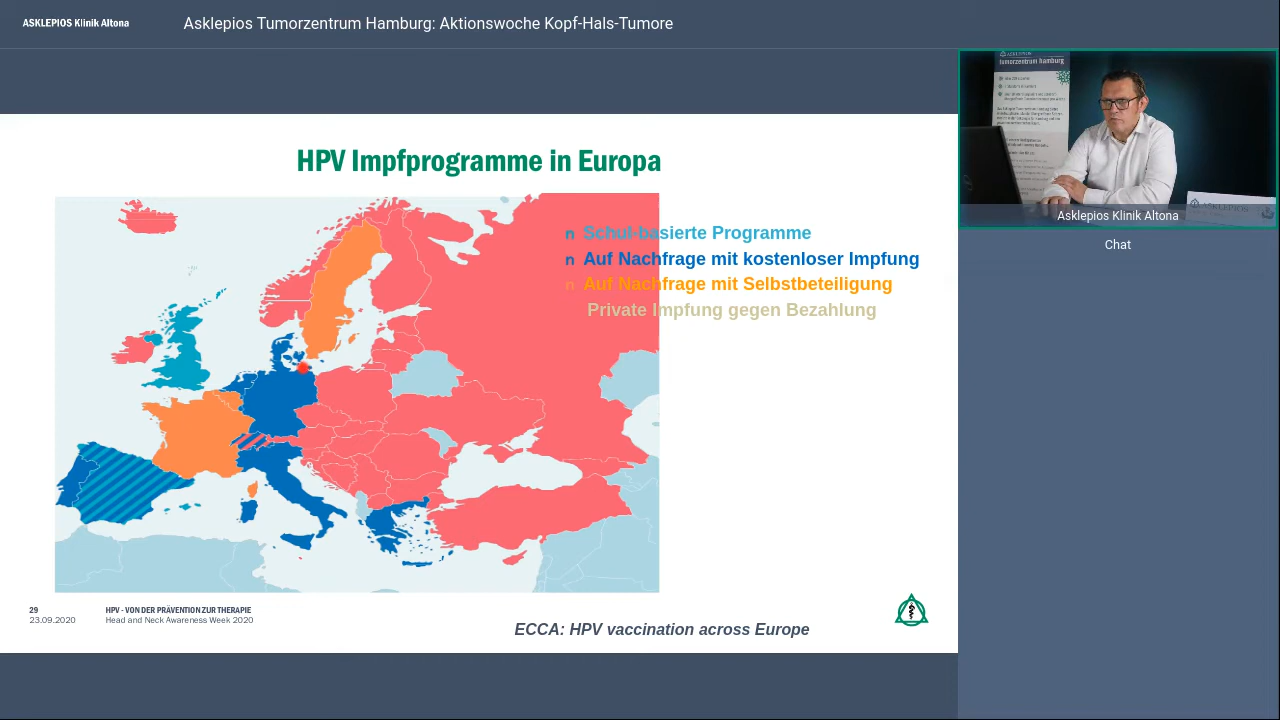 ASKLEPIOS Klinik Altona
Asklepios Tumorzentrum Hamburg: Aktionswoche Kopf-Hals-Tumore
HPV Impfprogramme in Europa
n Schul-basierte Programme
n Auf Nachfrage mit kostenloser Impfung
n Auf Nachfrage mit Selbstbeteiligung
Private Impfung gegen Bezahlung
29
23.09.2020
HPV - VON DER PRÄVENTION ZUR THERAPIE
Head and Neck Awareness Week 2020
ECCA: HPV vaccination across Europe
ASKLEPIOS
tumorzentrum hamburg
ASKLEPIOS
Asklepios Klinik Altona
Chat